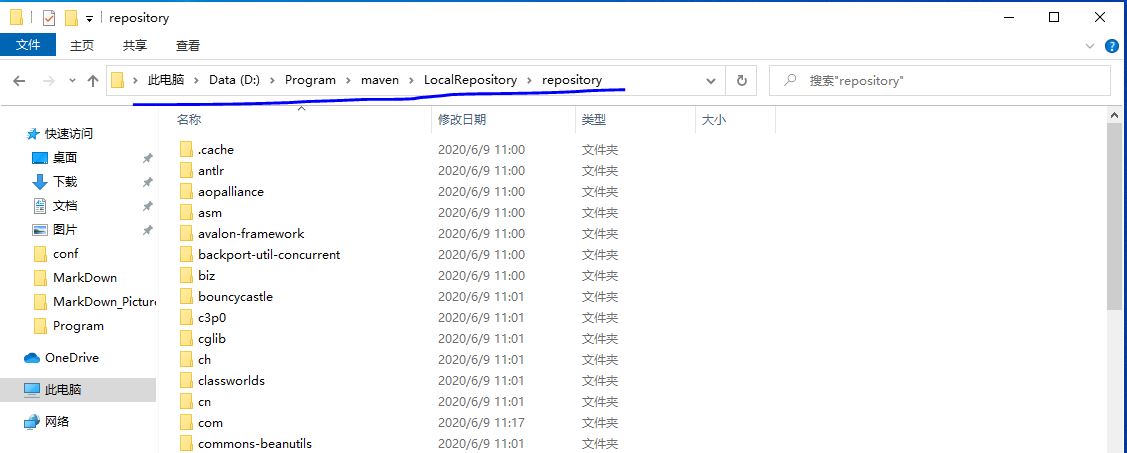 repository
文件 主页 共享 查看
此电脑 Data (D:) Program maven LocalRepository repository 搜索"repository"
名称 修改日期 类型 大小
快速访问
桌面
下载
文档
图片
conf
MarkDown
MarkDown_Picture
Program
OneDrive
此电脑
网络
.cache 2020/6/9 11:00 文件夹
antlr 2020/6/9 11:00 文件夹
aopalliance 2020/6/9 11:00 文件夹
asm 2020/6/9 11:00 文件夹
avalon-framework 2020/6/9 11:00 文件夹
backport-util-concurrent 2020/6/9 11:00 文件夹
biz 2020/6/9 11:00 文件夹
bouncycastle 2020/6/9 11:01 文件夹
c3p0 2020/6/9 11:01 文件夹
cglib 2020/6/9 11:01 文件夹
ch 2020/6/9 11:01 文件夹
classworlds 2020/6/9 11:01 文件夹
cn 2020/6/9 11:01 文件夹
com 2020/6/9 11:17 文件夹
commons-beanutils 2020/6/9 11:01 文件夹